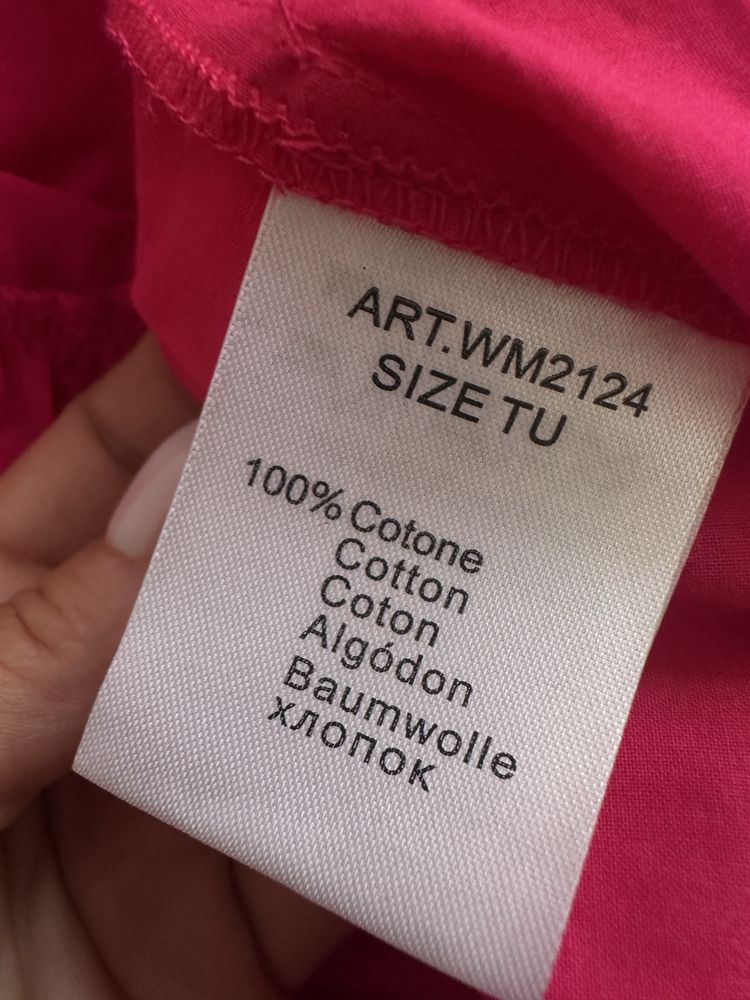 ART.WM2124
SIZE TU
100% Cotone
Cotton
Coton
Algódon
Baumwolle
хлопок